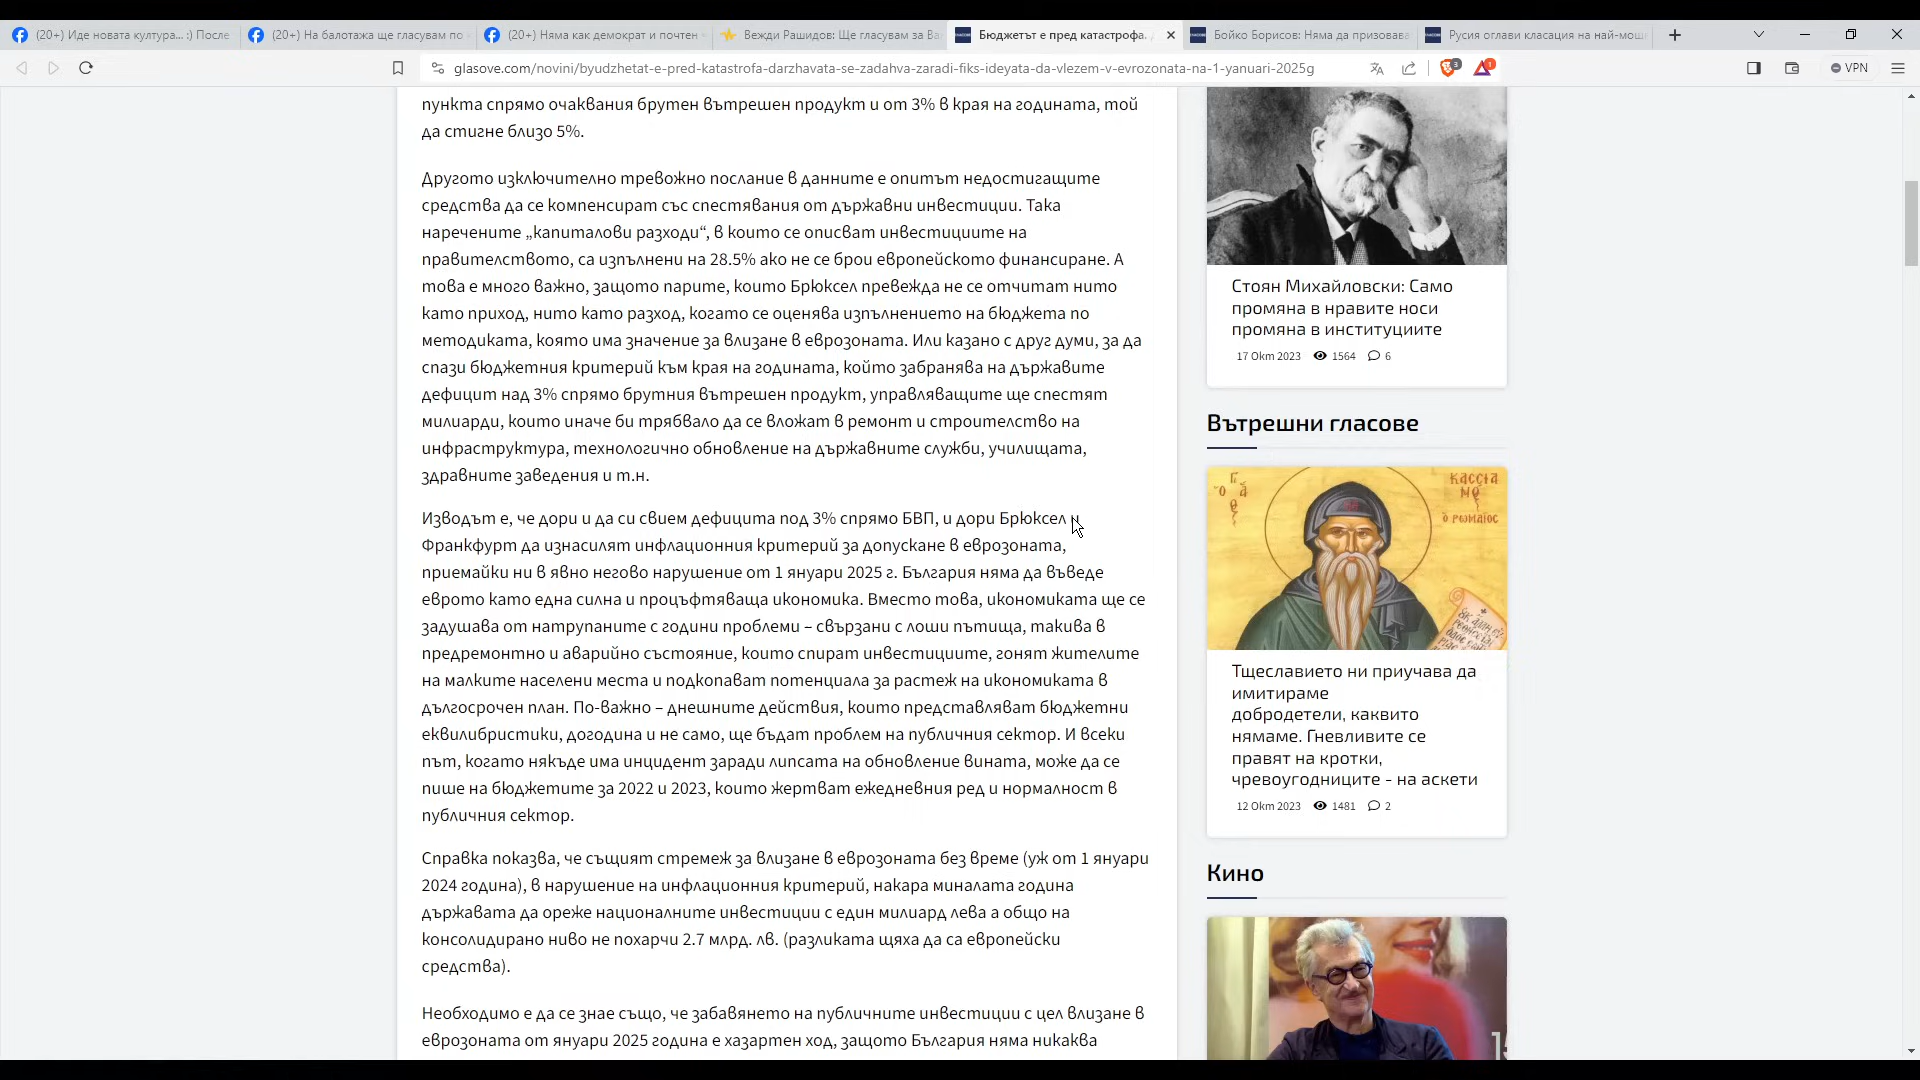 (20+) Иде новата култура... :) После
(20+) На балотажа ще гласувам по
(20+) Няма как демократ и почтен
Вежди Рашидов: Ще гласувам за Ва
Бюджетът е пред катастрофа.
Бойко Борисов: Няма да призова
Русия оглави класация на най-мощ
glasove.com/novini/byudzhetat-e-pred-katastrofa-darzhavata-se-zadahva-zaradi-fiks-ideyata-da-vlezem-v-evrozonata-na-1-yanuari-2025g
3
1
VPN
пункта спрямо очаквания брутен вътрешен продукт и от 3% в края на годината, той
да стигне близо 5%.
Другото изключително тревожно послание в данните е опитът недостигащите
средства да се компенсират със спестявания от държавни инвестиции. Така
наречените „капиталови разходи“, в които се описват инвестициите на
правителството, са изпълнени на 28.5% ако не се брои европейското финансиране. А
това е много важно, защото парите, които Брюксел превежда не се отчитат нито
като приход, нито като разход, когато се оценява изпълнението на бюджета по
методиката, която има значение за влизане в еврозоната. Или казано с друг думи, за да
спази бюджетния критерий към края на годината, който забранява на държавите
дефицит над 3% спрямо брутния вътрешен продукт, управляващите ще спестят
милиарди, които иначе би трябвало да се вложат в ремонт и строителство на
инфраструктура, технологично обновление на държавните служби, училищата,
здравните заведения и т.н.
Изводът е, че дори и да си свием дефицита под 3% спрямо БВП, и дори Брюксел и
Франкфурт да изнасилят инфлационния критерий за допускане в еврозоната,
приемайки ни в явно негово нарушение от 1 януари 2025 г. България няма да въведе
еврото като една силна и процъфтяваща икономика. Вместо това, икономиката ще се
задушава от натрупаните с години проблеми – свързани с лоши пътища, такива в
предремонтно и аварийно състояние, които спират инвестициите, гонят жителите
на малките населени места и подкопават потенциала за растеж на икономиката в
дългосрочен план. По-важно – днешните действия, които представляват бюджетни
еквилибристики, догодина и не само, ще бъдат проблем на публичния сектор. И всеки
път, когато някъде има инцидент заради липсата на обновление вината, може да се
пише на бюджетите за 2022 и 2023, които жертват ежедневния ред и нормалност в
публичния сектор.
Справка показва, че същият стремеж за влизане в еврозоната без време (уж от 1 януари
2024 година), в нарушение на инфлационния критерий, накара миналата година
държавата да ореже националните инвестиции с един милиард лева а общо на
консолидирано ниво не похарчи 2.7 млрд. лв. (разликата щяха да са европейски
средства).
Необходимо е да се знае също, че забавянето на публичните инвестиции с цел влизане в
еврозоната от януари 2025 година е хазартен ход, защото България няма никаква
Стоян Михайловски: Само
промяна в нравите носи
промяна в институциите
17 Окт 2023 1564 6
Вътрешни гласове
Тщеславието ни приучава да
имитираме
добродетели, каквито
нямаме. Гневливите се
правят на кротки,
чревоугодниците - на аскети
12 Окт 2023 1481 2
Кино